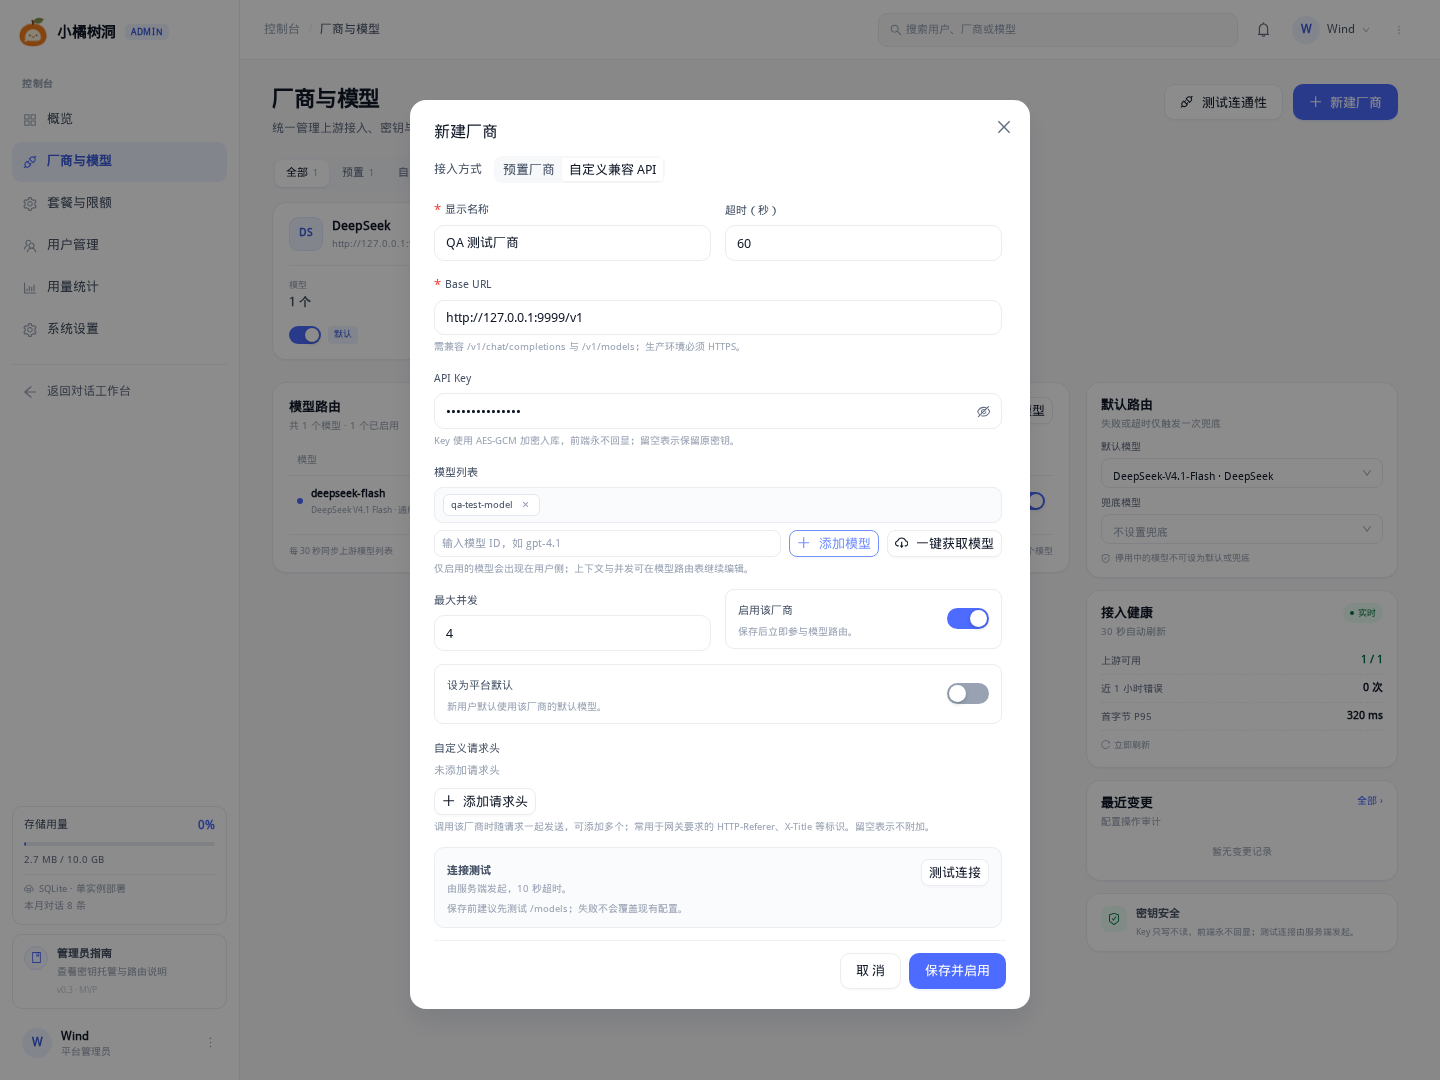 小橘树洞 ADMIN
控制台 / 厂商与模型
搜索用户、厂商或模型
W Wind
控制台
概览
厂商与模型
套餐与限额
用户管理
用量统计
系统设置
返回对话工作台
存储用量 0%
2.7 MB / 10.0 GB
SQLite · 单实例部署
本月对话 8 条
管理员指南
查看密钥托管与路由说明
v0.3 · MVP
W Wind
平台管理员
厂商与模型
统一管理上游接入、密钥与
测试连通性
新建厂商
全部 1 预置 1 自
DS DeepSeek
http://127.0.0.1:
模型
1 个
默认
模型路由
共 1 个模型 · 1 个已启用
模型
deepseek-flash
DeepSeek V4.1 Flash · 通
每 30 秒同步上游模型列表
型
个模型
新建厂商
接入方式 预置厂商 自定义兼容 API
* 显示名称
QA 测试厂商
超时（秒）
60
* Base URL
http://127.0.0.1:9999/v1
需兼容 /v1/chat/completions 与 /v1/models；生产环境必须 HTTPS。
API Key
•••••••••••••••
Key 使用 AES-GCM 加密入库，前端永不回显；留空表示保留原密钥。
模型列表
qa-test-model
输入模型 ID，如 gpt-4.1
添加模型
一键获取模型
仅启用的模型会出现在用户侧；上下文与并发可在模型路由表继续编辑。
最大并发
4
启用该厂商
保存后立即参与模型路由。
设为平台默认
新用户默认使用该厂商的默认模型。
自定义请求头
未添加请求头
添加请求头
调用该厂商时随请求一起发送，可添加多个；常用于网关要求的 HTTP-Referer、X-Title 等标识。留空表示不附加。
连接测试
由服务端发起，10 秒超时。
保存前建议先测试 /models；失败不会覆盖现有配置。
测试连接
取 消
保存并启用
默认路由
失败或超时仅触发一次兜底
默认模型
DeepSeek-V4.1-Flash · DeepSeek
兜底模型
不设置兜底
停用中的模型不可设为默认或兜底
接入健康 实时
30 秒自动刷新
上游可用 1 / 1
近 1 小时错误 0 次
首字节 P95 320 ms
立即刷新
最近变更 全部 ›
配置操作审计
暂无变更记录
密钥安全
Key 只写不读、前端永不回显；测试连接由服务端发起。